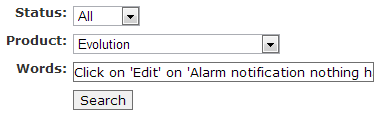 Status: All
Product: Evolution
Words: Click on 'Edit' on 'Alarm notification nothing h
Search